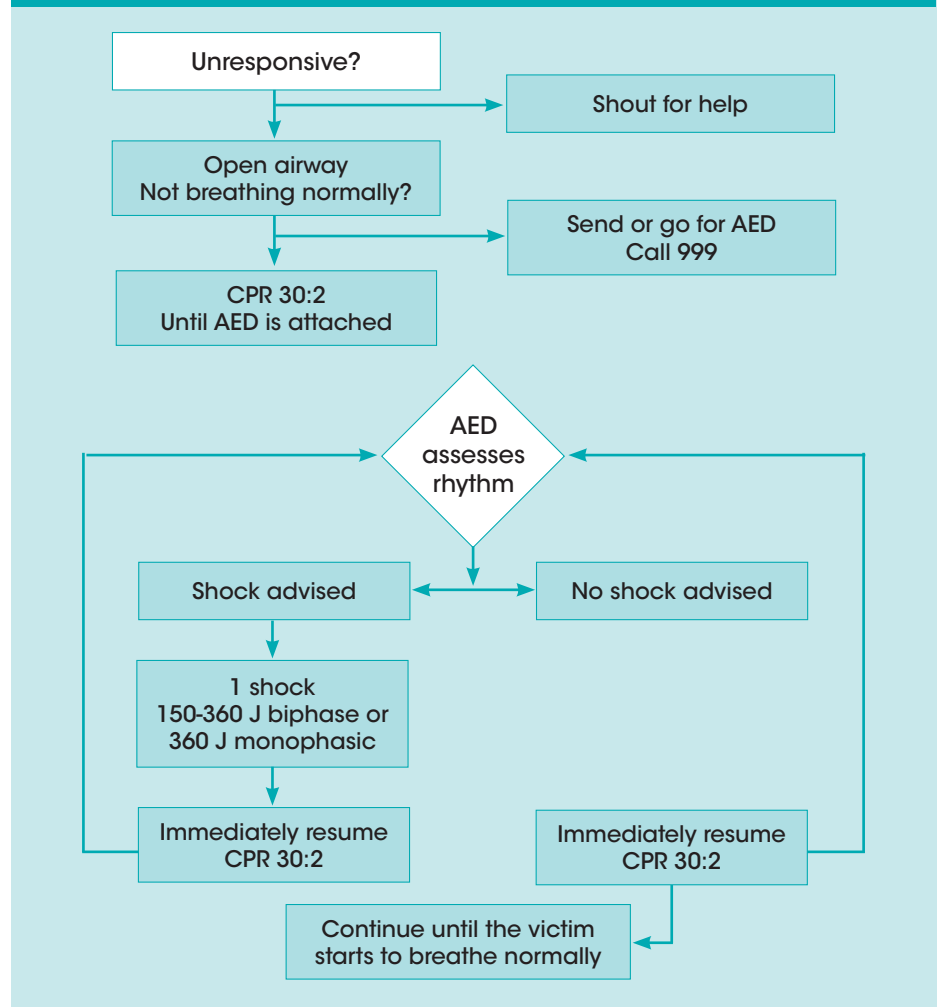 Unresponsive?
Shout for help
Open airway
Not breathing normally?
Send or go for AED
Call 999
CPR 30:2
Until AED is attached
AED
assesses
rhythm
Shock advised
No shock advised
1 shock
150-360 J biphase or
360 J monophasic
Immediately resume
CPR 30:2
Immediately resume
CPR 30:2
Continue until the victim
starts to breathe normally